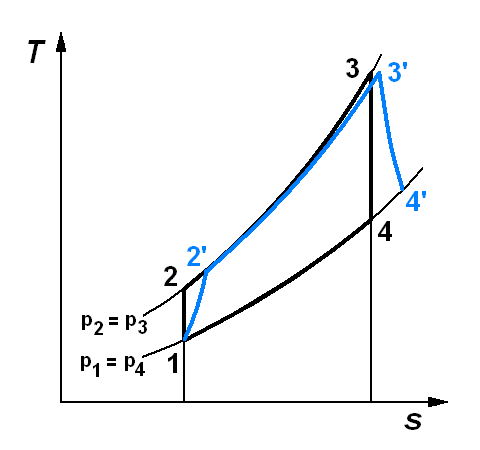 T
3
3'
4'
4
2'
2
p₂ = p₃
p₁ = p₄
1
s